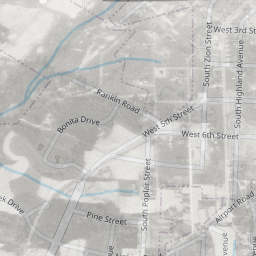 West 3rd St
South Zion Street
South Highland Avenue
Rankin Road
Bonita Drive
West 5th Street
West 6th Street
South Poplar Street
Airport Road
Drive
Pine Street
Avenue